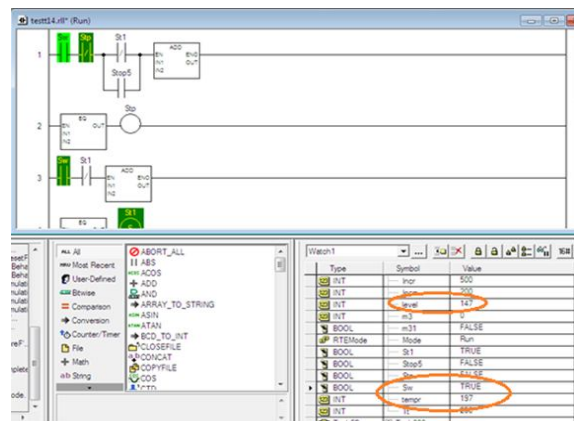 testt14.rll* (Run)
1
Sw
Stp
St1
ADD
EN ENO
IN1 OUT
IN2
Stop5
Stp
2
EQ
EN OUT
IN1
IN2
Sw
St1
3
ADD
EN ENO
IN1 OUT
IN2
St1
EQ
All
Most Recent
User-Defined
Bitwise
Comparison
Conversion
Counter/Timer
File
Math
String
ABORT_ALL
ABS
ACOS
ADD
AND
ARRAY_TO_STRING
ASIN
ATAN
BCD_TO_INT
CLOSEFILE
CONCAT
COPYFILE
COS
CTD
Watch1
Type Symbol Value
INT Incr 500
INT 200
INT level 147
INT m3 0
BOOL m31 FALSE
RTEMode Mode Run
BOOL St1 TRUE
BOOL Stop5 FALSE
BOOL FALSE
BOOL Sw TRUE
INT tempr 197
INT